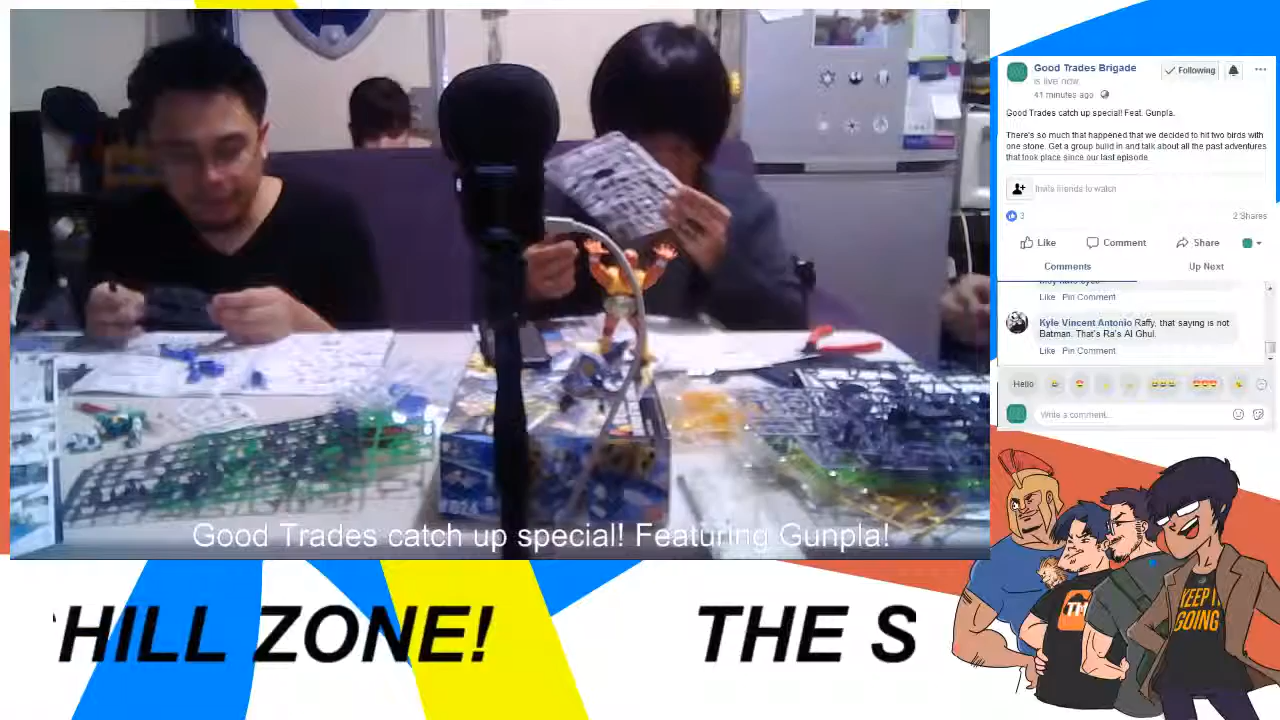 Good Trades Brigade
is live now.
41 minutes ago
Following
Good Trades catch up special! Feat. Gunpla.
There's so much that happened that we decided to hit two birds with
one stone. Get a group build in and talk about all the past adventures
that took place since our last episode.
Invite friends to watch
3
2 Shares
Like
Comment
Share
Comments
Up Next
Like Pin Comment
Kyle Vincent Antonio Raffy, that saying is not
Batman. That's Ra's Al Ghul.
Like Pin Comment
Hello
Write a comment...
Good Trades catch up special! Featuring Gunpla!
HILL ZONE!
THE S
KEEP I
GOING